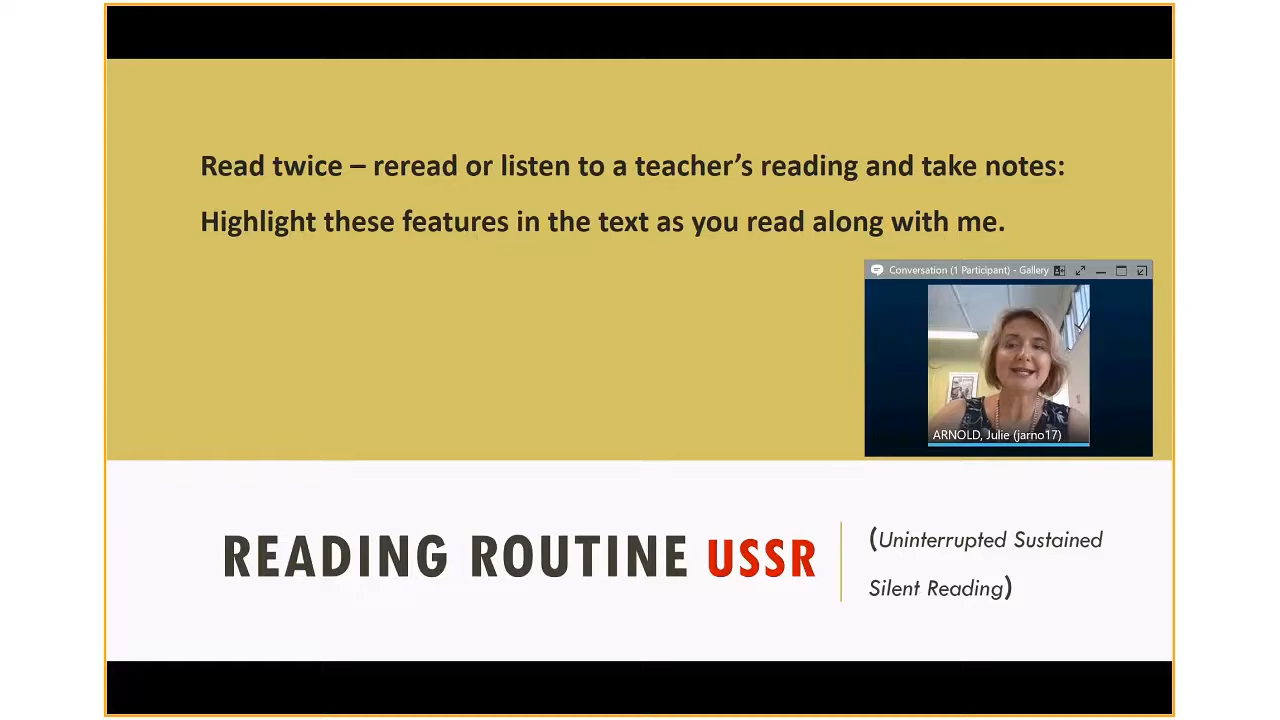 Read twice – reread or listen to a teacher’s reading and take notes:
Highlight these features in the text as you read along with me.
Conversation (1 Participant) - Gallery
ARNOLD, Julie (jarno17)
READING ROUTINE USSR
(Uninterrupted Sustained
Silent Reading)